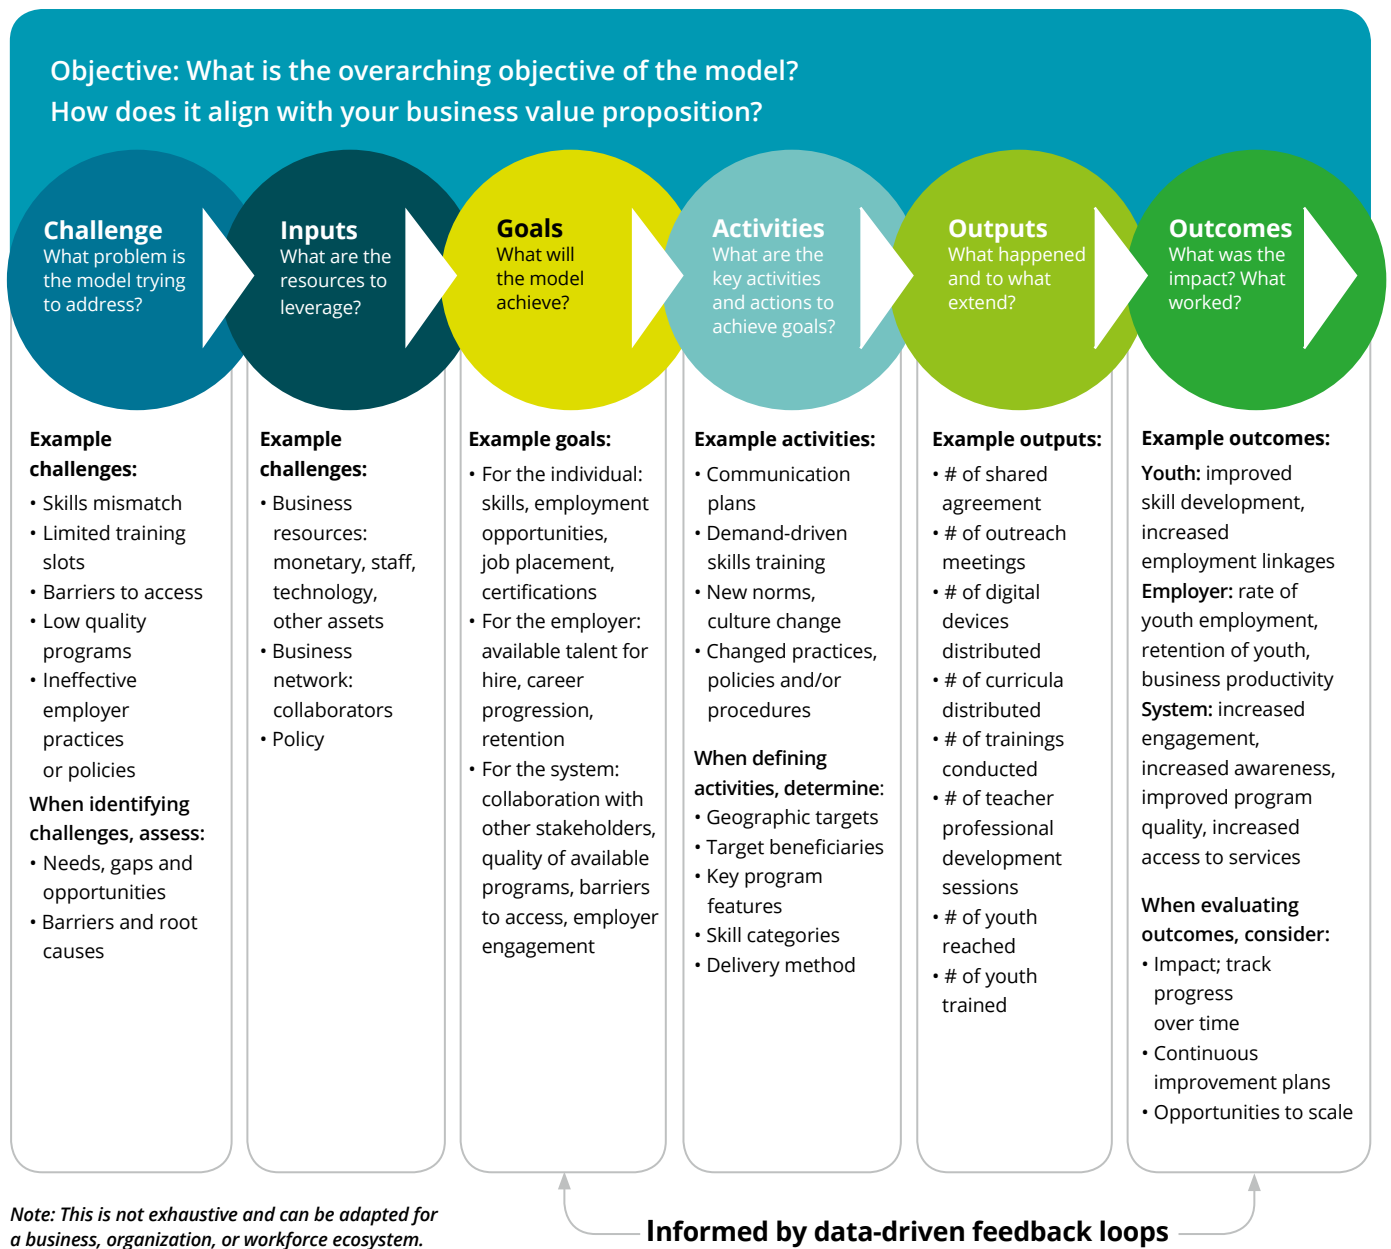 Objective: What is the overarching objective of the model?
How does it align with your business value proposition?
Challenge
What problem is
the model trying
to address?
Inputs
What are the
resources to
leverage?
Goals
What will
the model
achieve?
Activities
What are the
key activities
and actions to
achieve goals?
Outputs
What happened
and to what
extend?
Outcomes
What was the
impact? What
worked?
Example
challenges:
• Skills mismatch
• Limited training
slots
• Barriers to access
• Low quality
programs
• Ineffective
employer
practices
or policies
When identifying
challenges, assess:
• Needs, gaps and
opportunities
• Barriers and root
causes
Example
challenges:
• Business
resources:
monetary, staff,
technology,
other assets
• Business
network:
collaborators
• Policy
Example goals:
• For the individual:
skills, employment
opportunities,
job placement,
certifications
• For the employer:
available talent for
hire, career
progression,
retention
• For the system:
collaboration with
other stakeholders,
quality of available
programs, barriers
to access, employer
engagement
Example activities:
• Communication
plans
• Demand-driven
skills training
• New norms,
culture change
• Changed practices,
policies and/or
procedures
When defining
activities, determine:
• Geographic targets
• Target beneficiaries
• Key program
features
• Skill categories
• Delivery method
Example outputs:
• # of shared
agreement
• # of outreach
meetings
• # of digital
devices
distributed
• # of curricula
distributed
• # of trainings
conducted
• # of teacher
professional
development
sessions
• # of youth
reached
• # of youth
trained
Example outcomes:
Youth: improved
skill development,
increased
employment linkages
Employer: rate of
youth employment,
retention of youth,
business productivity
System: increased
engagement,
increased awareness,
improved program
quality, increased
access to services
When evaluating
outcomes, consider:
• Impact; track
progress
over time
• Continuous
improvement plans
• Opportunities to scale
Note: This is not exhaustive and can be adapted for
a business, organization, or workforce ecosystem.
Informed by data-driven feedback loops